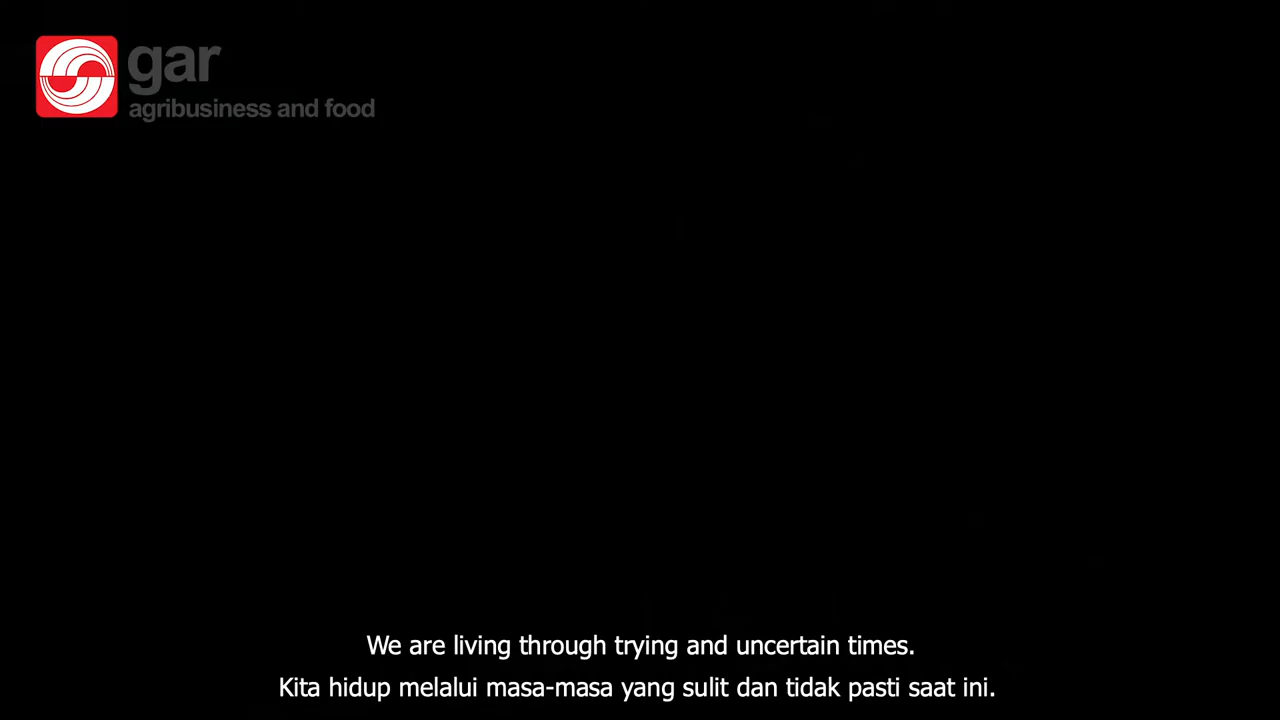 gar
agribusiness and food
We are living through trying and uncertain times.
Kita hidup melalui masa-masa yang sulit dan tidak pasti saat ini.